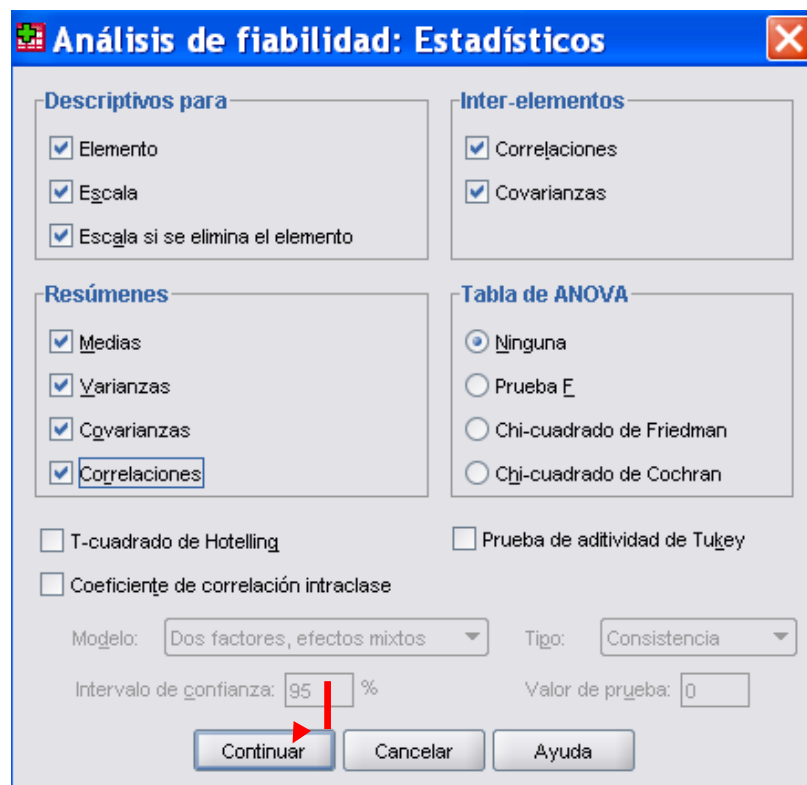 Análisis de fiabilidad: Estadísticos
Descriptivos para
Elemento
Escala
Escala si se elimina el elemento
Inter-elementos
Correlaciones
Covarianzas
Resúmenes
Medias
Varianzas
Covarianzas
Correlaciones
Tabla de ANOVA
Ninguna
Prueba F
Chi-cuadrado de Friedman
Chi-cuadrado de Cochran
T-cuadrado de Hotelling
Prueba de aditividad de Tukey
Coeficiente de correlación intraclase
Modelo: Dos factores, efectos mixtos Tipo: Consistencia
Intervalo de confianza: 95 % Valor de prueba: 0
Continuar Cancelar Ayuda